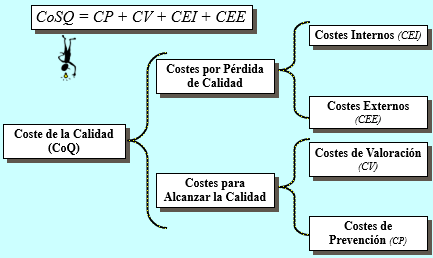 CoSQ = CP + CV + CEI + CEE
Costes Internos (CEI)
Costes por Pérdida
de Calidad
Costes Externos
(CEE)
Coste de la Calidad
(CoQ)
Costes de Valoración
(CV)
Costes para
Alcanzar la Calidad
Costes de
Prevención (CP)